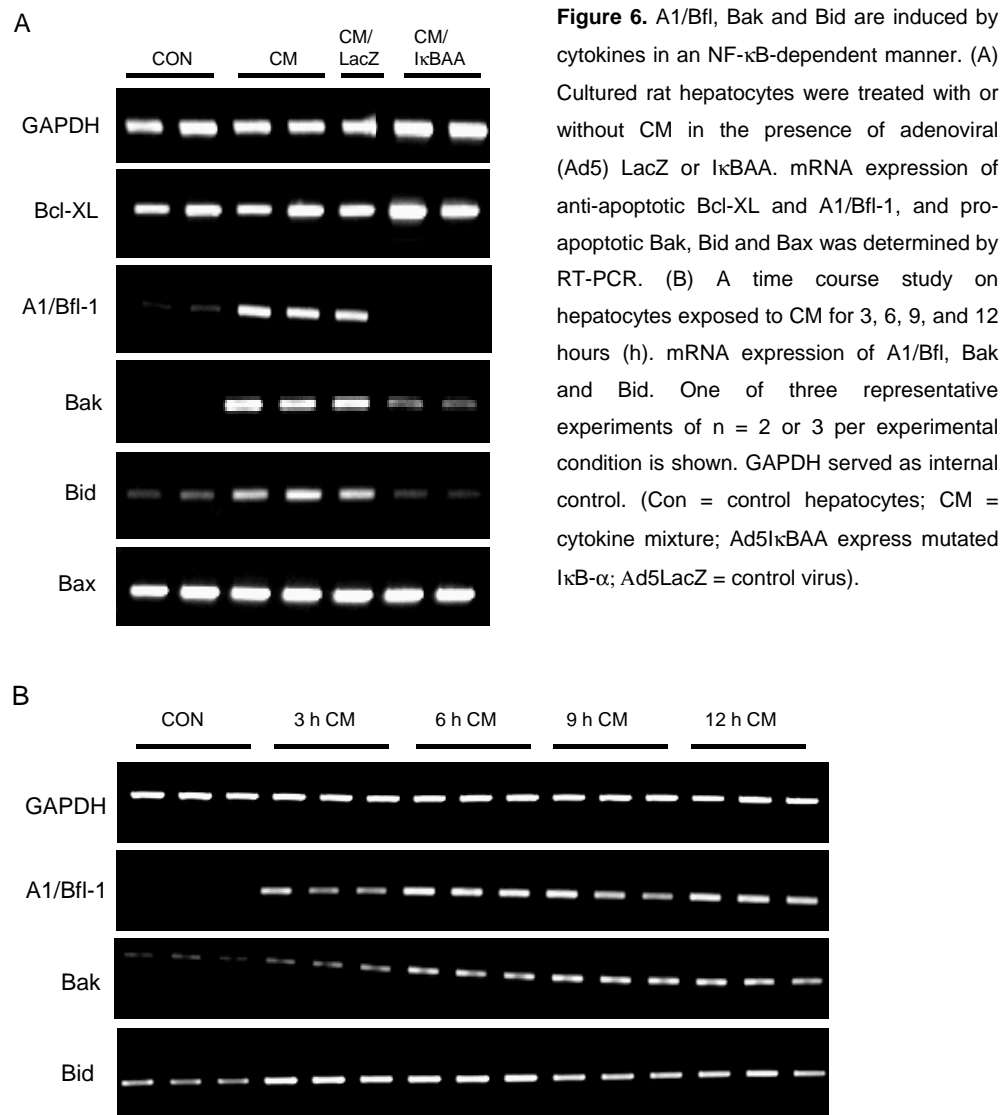 A
CON
CM
CM/
LacZ
CM/
IκBAA
GAPDH
Bcl-XL
A1/Bfl-1
Bak
Bid
Bax
Figure 6. A1/Bfl, Bak and Bid are induced by
cytokines in an NF-κB-dependent manner. (A)
Cultured rat hepatocytes were treated with or
without CM in the presence of adenoviral
(Ad5) LacZ or IκBAA. mRNA expression of
anti-apoptotic Bcl-XL and A1/Bfl-1, and pro-
apoptotic Bak, Bid and Bax was determined by
RT-PCR. (B) A time course study on
hepatocytes exposed to CM for 3, 6, 9, and 12
hours (h). mRNA expression of A1/Bfl, Bak
and Bid. One of three representative
experiments of n = 2 or 3 per experimental
condition is shown. GAPDH served as internal
control. (Con = control hepatocytes; CM =
cytokine mixture; Ad5IκBAA express mutated
IκB-α; Ad5LacZ = control virus).
B
CON
3 h CM
6 h CM
9 h CM
12 h CM
GAPDH
A1/Bfl-1
Bak
Bid